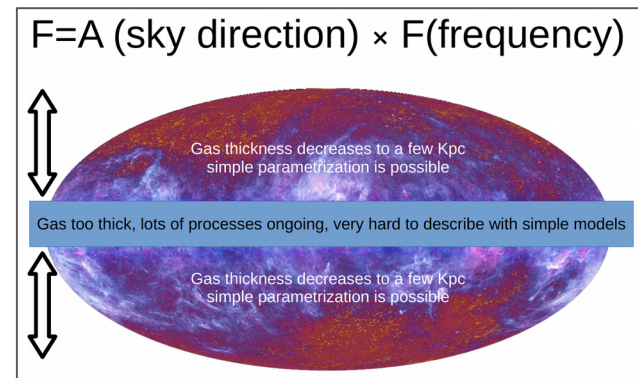 F=A (sky direction) × F(frequency)
Gas thickness decreases to a few Kpc
simple parametrization is possible
Gas too thick, lots of processes ongoing, very hard to describe with simple models
Gas thickness decreases to a few Kpc
simple parametrization is possible